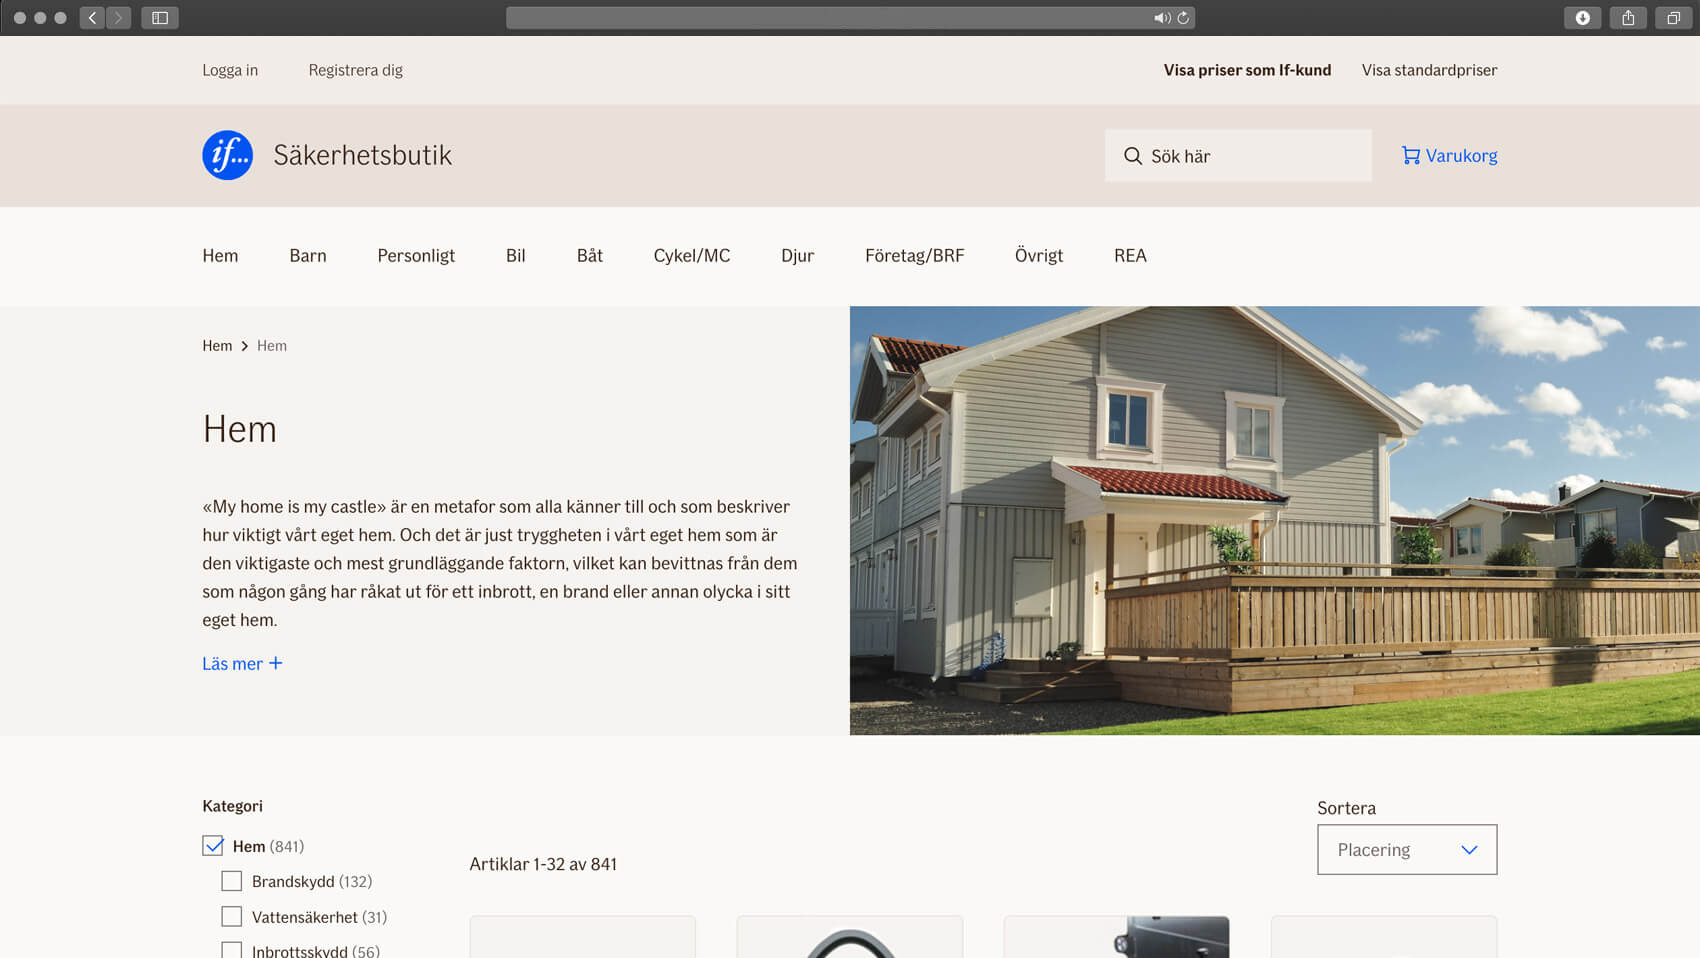 Logga in
Registrera dig
Visa priser som If-kund
Visa standardpriser
if...
Säkerhetsbutik
Sök här
Varukorg
Hem
Barn
Personligt
Bil
Båt
Cykel/MC
Djur
Företag/BRF
Övrigt
REA
Hem
Hem
Hem
«My home is my castle» är en metafor som alla känner till och som beskriver
hur viktigt vårt eget hem. Och det är just tryggheten i vårt eget hem som är
den viktigaste och mest grundläggande faktorn, vilket kan bevittnas från dem
som någon gång har råkat ut för ett inbrott, en brand eller annan olycka i sitt
eget hem.
Läs mer
Kategori
Hem (841)
Brandskydd (132)
Vattensäkerhet (31)
Inbrottsskydd (56)
Artiklar 1-32 av 841
Sortera
Placering